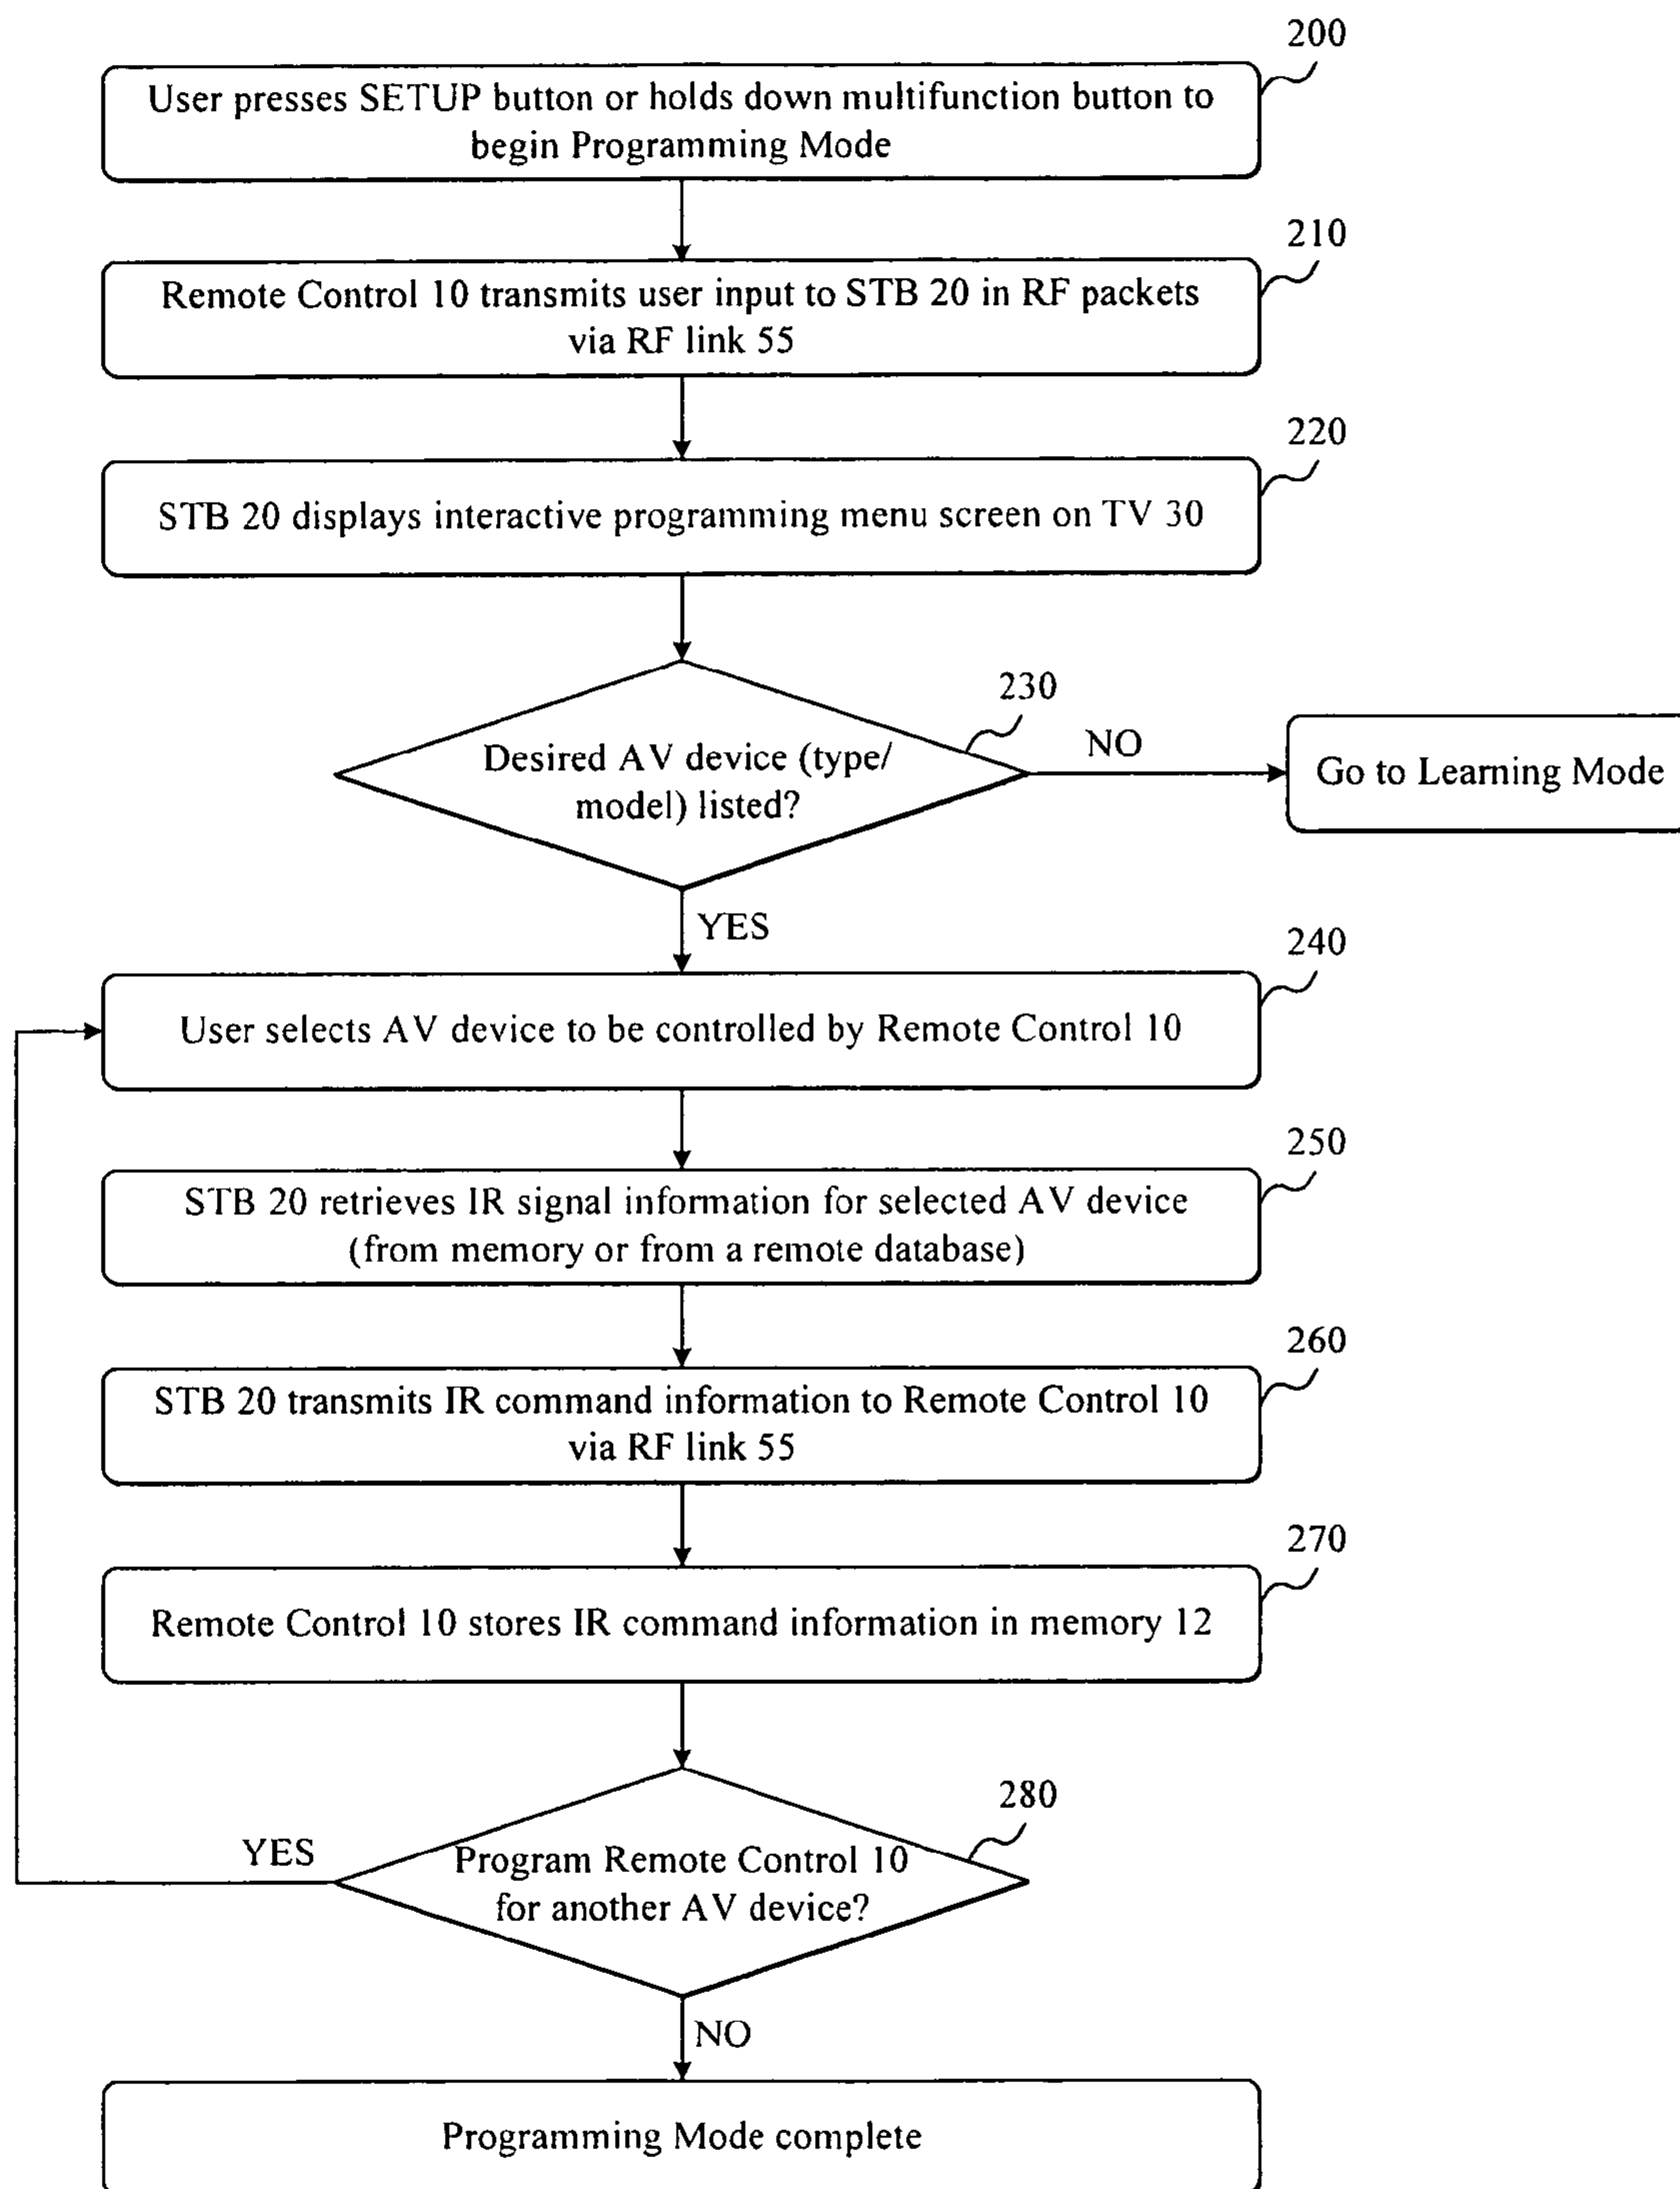 200
User presses SETUP button or holds down multifunction button to
begin Programming Mode
210
Remote Control 10 transmits user input to STB 20 in RF packets
via RF link 55
220
STB 20 displays interactive programming menu screen on TV 30
230
Desired AV device (type/
model) listed?
NO
Go to Learning Mode
YES
240
User selects AV device to be controlled by Remote Control 10
250
STB 20 retrieves IR signal information for selected AV device
(from memory or from a remote database)
260
STB 20 transmits IR command information to Remote Control 10
via RF link 55
270
Remote Control 10 stores IR command information in memory 12
280
YES
Program Remote Control 10
for another AV device?
NO
Programming Mode complete